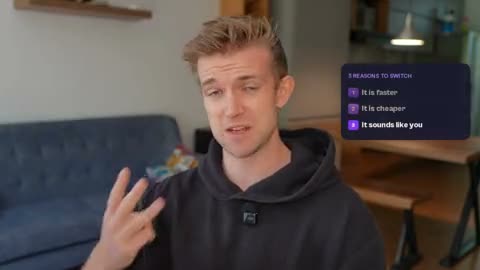 3 REASONS TO SWITCH
1 It is faster
2 It is cheaper
3 It sounds like you